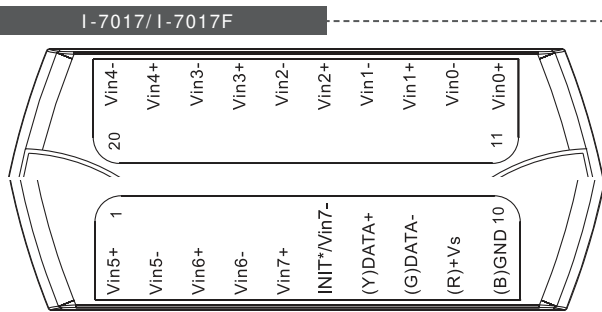 I-7017/I-7017F
Vin4-
Vin4+
Vin3-
Vin3+
Vin2-
Vin2+
Vin1-
Vin1+
Vin0-
Vin0+
20
11
1
10
Vin5+
Vin5-
Vin6+
Vin6-
Vin7+
INIT*/Vin7-
(Y)DATA+
(G)DATA-
(R)+Vs
(B)GND